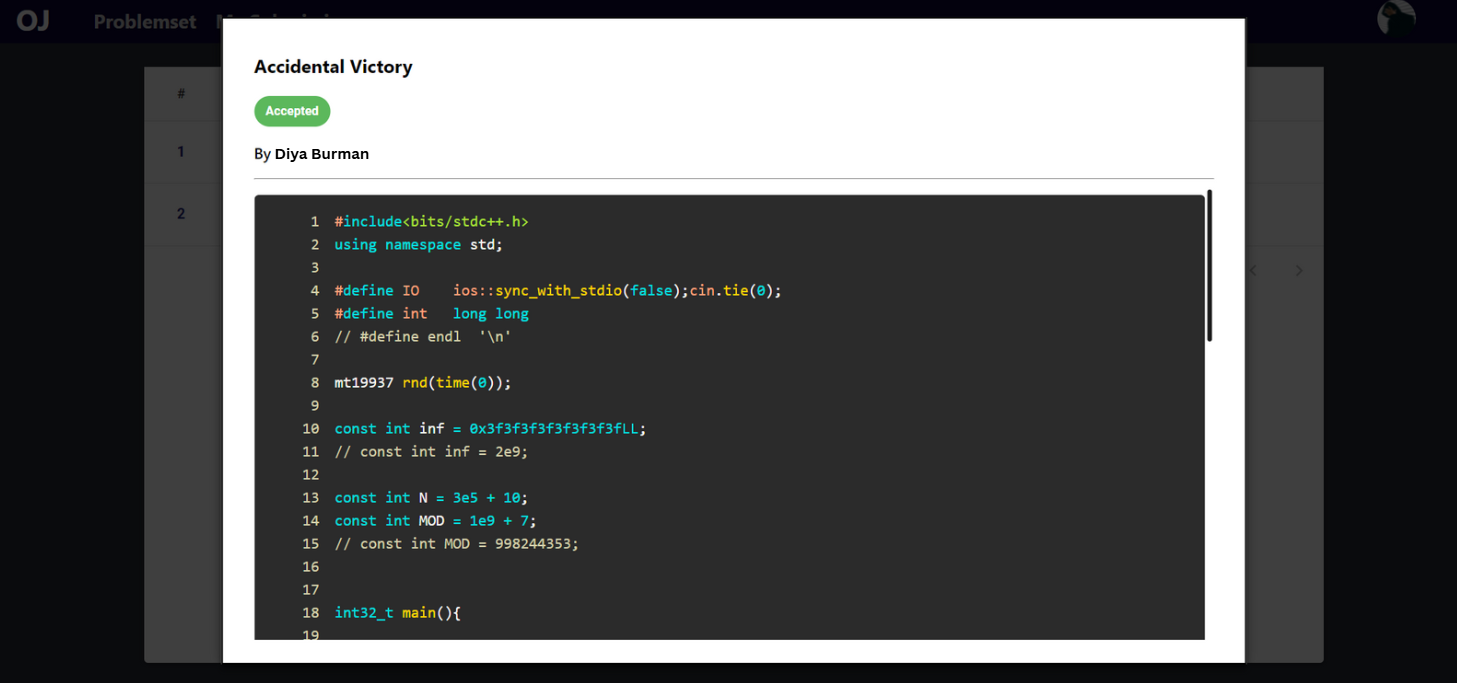 OJ Problemset
Accidental Victory
#
Accepted
1
By Diya Burman
2
1 #include<bits/stdc++.h>
2 using namespace std;
3
4 #define IO    ios::sync_with_stdio(false);cin.tie(0);
5 #define int   long long
6 // #define endl  '\n'
7
8 mt19937 rnd(time(0));
9
10 const int inf = 0x3f3f3f3f3f3f3f3fLL;
11 // const int inf = 2e9;
12
13 const int N = 3e5 + 10;
14 const int MOD = 1e9 + 7;
15 // const int MOD = 998244353;
16
17
18 int32_t main(){
19